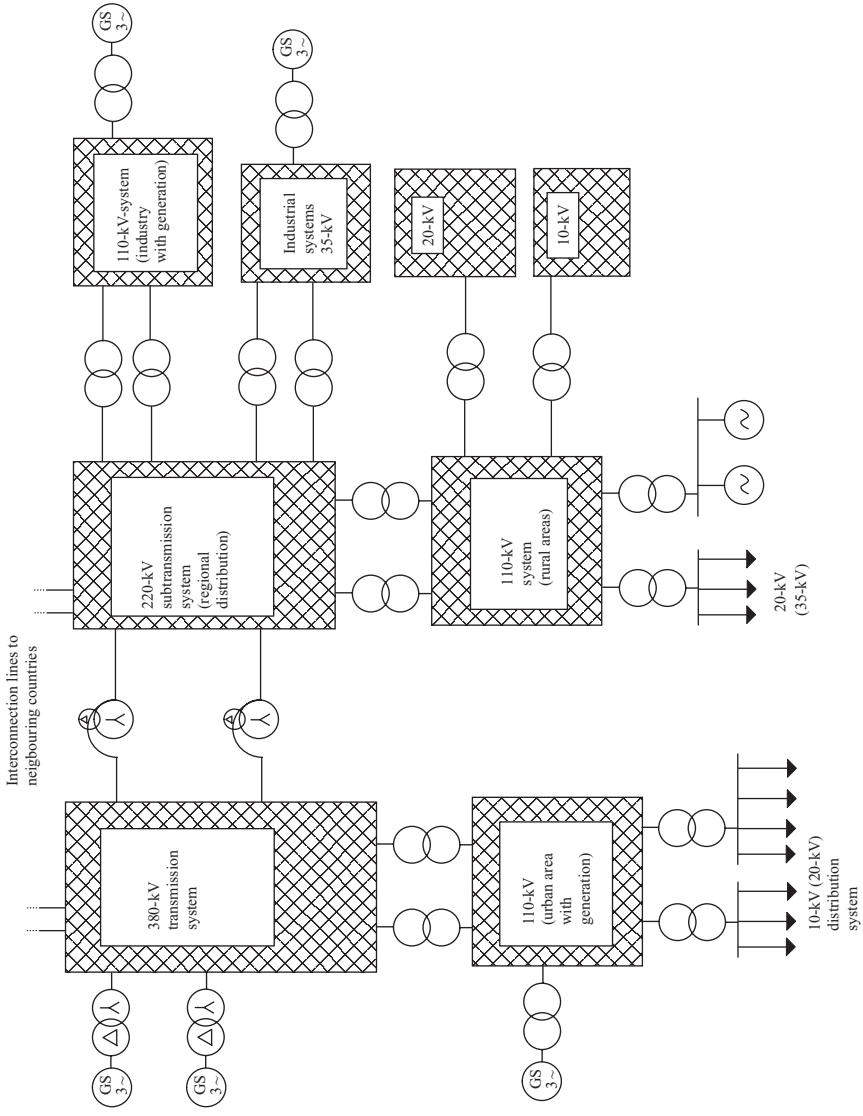 Interconnection lines to
neigbouring countries
GS
3~
GS
3~
380-kV
transmission
system
220-kV
subtransmission
system
(regional
distribution)
110-kV-system
(industry
with generation)
GS
3~
Industrial
systems
35-kV
GS
3~
20-kV
10-kV
GS
3~
110-kV
(urban area
with
generation)
110-kV
system
(rural areas)
10-kV (20-kV)
distribution
system
20-kV
(35-kV)